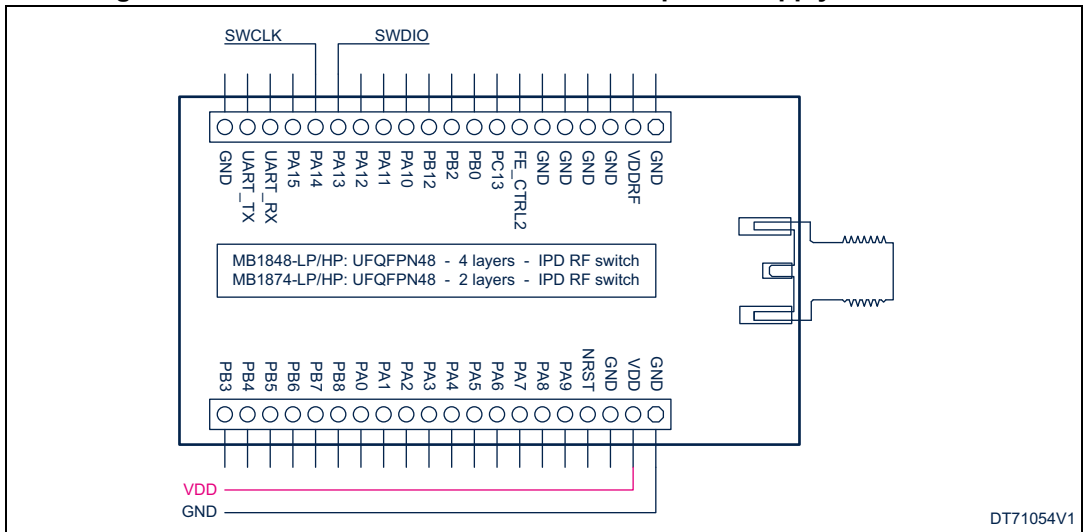 SWCLK SWDIO
GND UART_TX UART_RX PA15 PA14 PA13 PA12 PA11 PA10 PB12 PB2 PB0 PC13 FE_CTRL2 GND GND GND GND VDDRF GND
MB1848-LP/HP: UFQFPN48 - 4 layers - IPD RF switch
MB1874-LP/HP: UFQFPN48 - 2 layers - IPD RF switch
PB3 PB4 PB5 PB6 PB7 PB8 PA0 PA1 PA2 PA3 PA4 PA5 PA6 PA7 PA8 PA9 NRST GND VDD GND
VDD
GND
DT71054V1